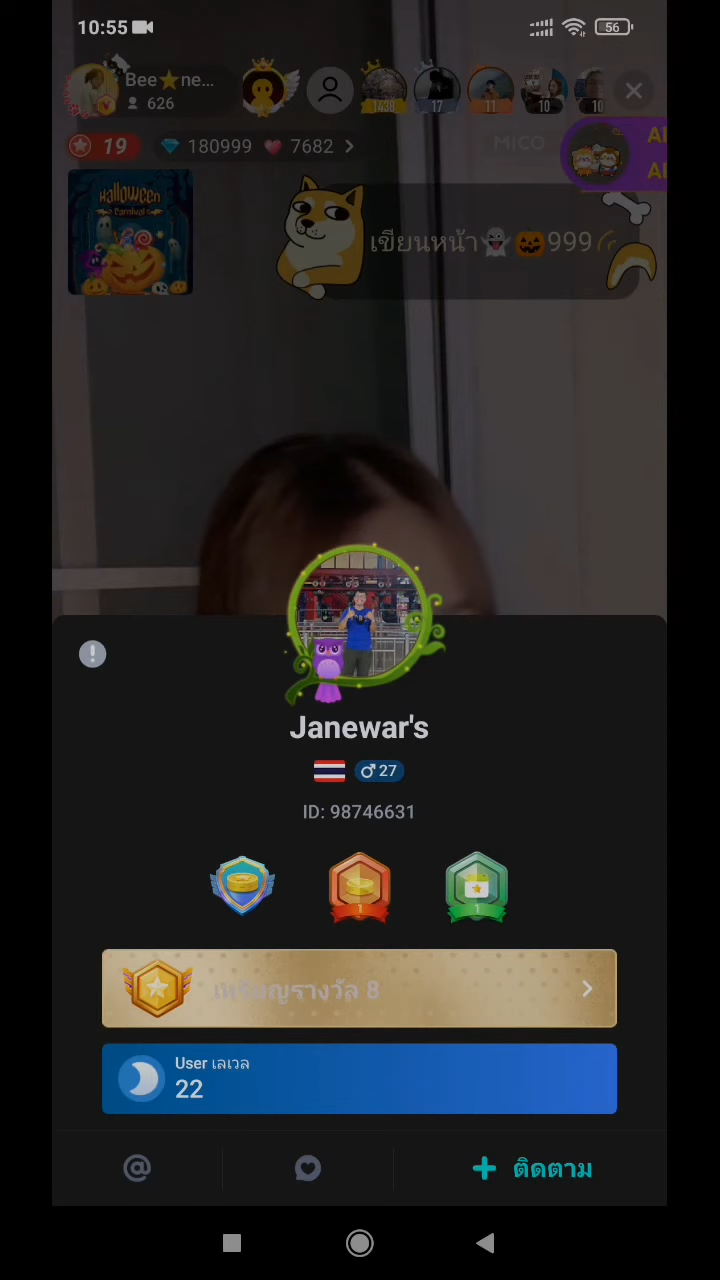 10:55
56
Bee⭐ne...
626
1438
17
11
10
10
19
180999
7682
MICO
Halloween
Carnival
เขียนหน้า👻🎃999
Janewar's
27
ID: 98746631
1
1
เหรียญรางวัล 8
User เลเวล
22
@
ติดตาม